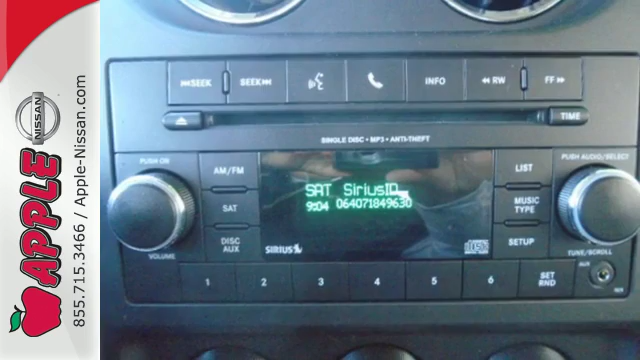 NISSAN
APPLE
855.715.3466 / Apple-Nissan.com
SEEK SEEK INFO RW FF
TIME
SINGLE DISC • MP3 • ANTI-THEFT
PUSH ON
VOLUME
AM/FM
SAT
DISC
AUX
SAT SiriusID
9:04 064071849630
SIRIUS
LIST
MUSIC
TYPE
SETUP
PUSH AUDIO/SELECT
TUNE/SCROLL
1 2 3 4 5 6 SET
RND
AUX